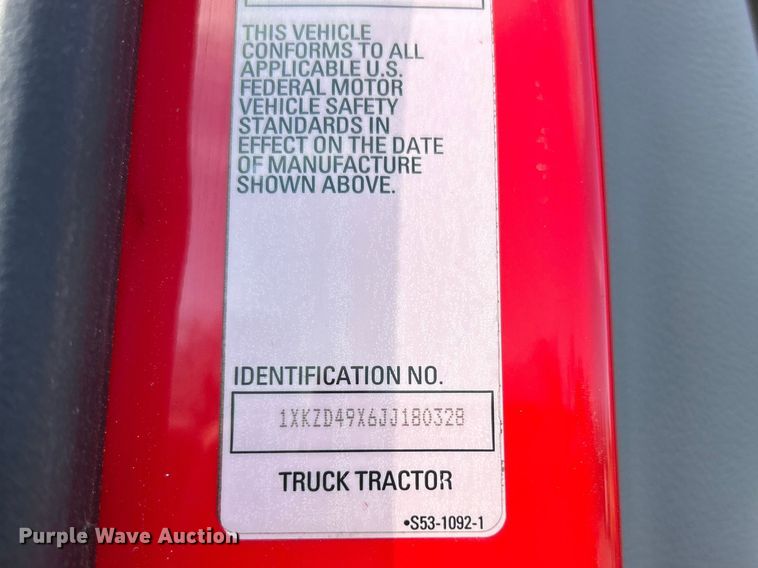 THIS VEHICLE
CONFORMS TO ALL
APPLICABLE U.S.
FEDERAL MOTOR
VEHICLE SAFETY
STANDARDS IN
EFFECT ON THE DATE
OF MANUFACTURE
SHOWN ABOVE.
IDENTIFICATION NO.
1XKZD49X6JJ180328
TRUCK TRACTOR
•S53-1092-1
Purple Wave Auction